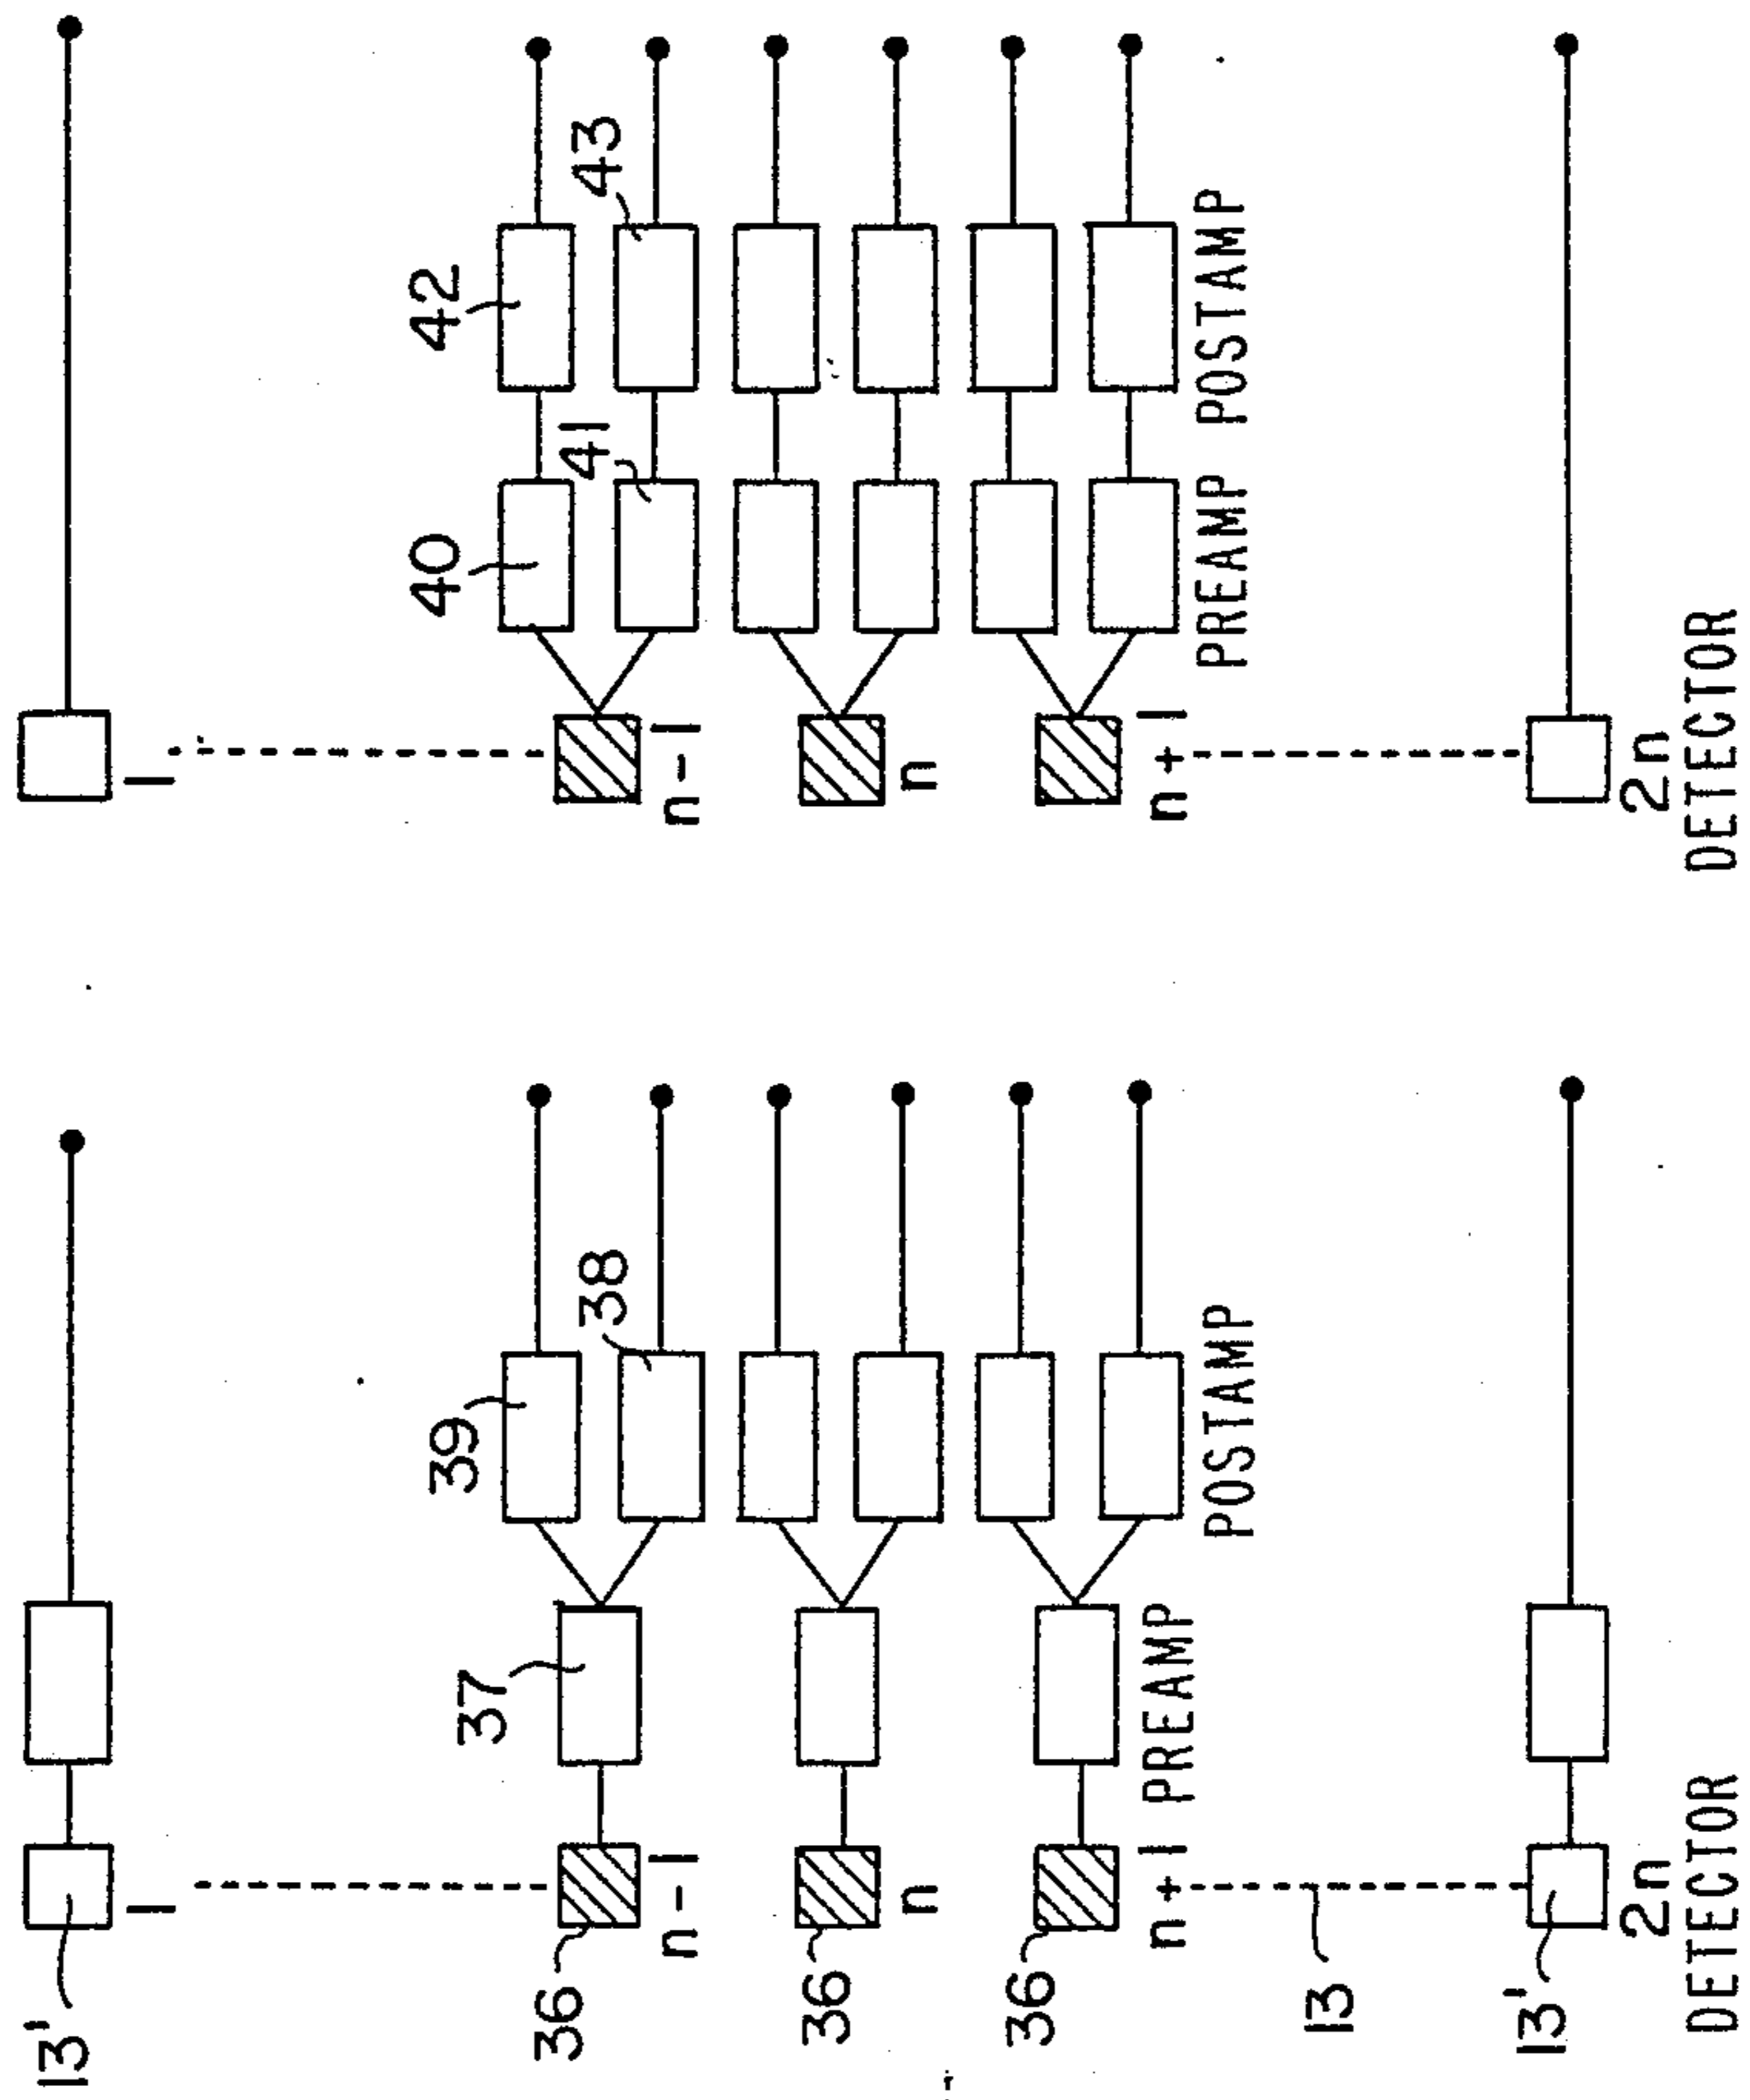 13'
1
37
39
36
38
n-1
36
n
36
n+1
PREAMP
POSTAMP
13
13'
2n
DETECTOR
1
40
42
41
43
n-1
n
n+1
PREAMP
POSTAMP
2n
DETECTOR